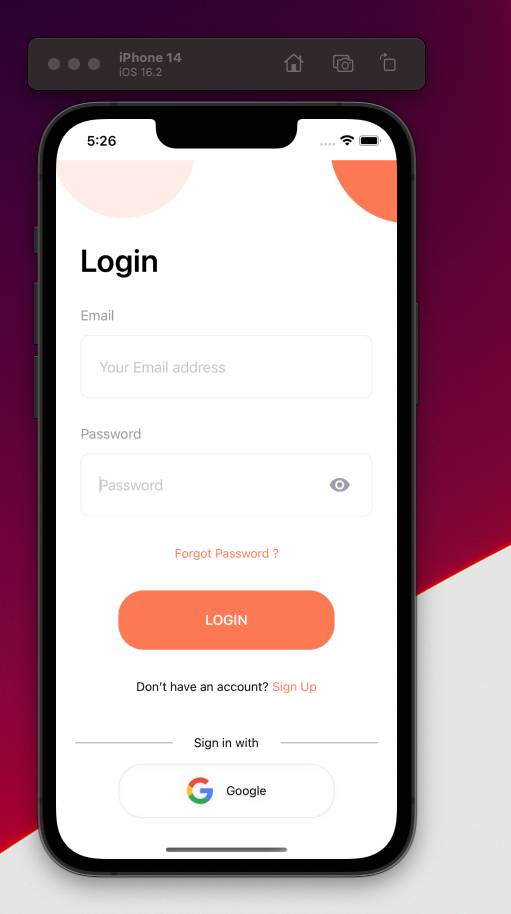 iPhone 14
iOS 16.2
5:26
Login
Email
Your Email address
Password
Password
Forgot Password ?
LOGIN
Don’t have an account? Sign Up
Sign in with
Google